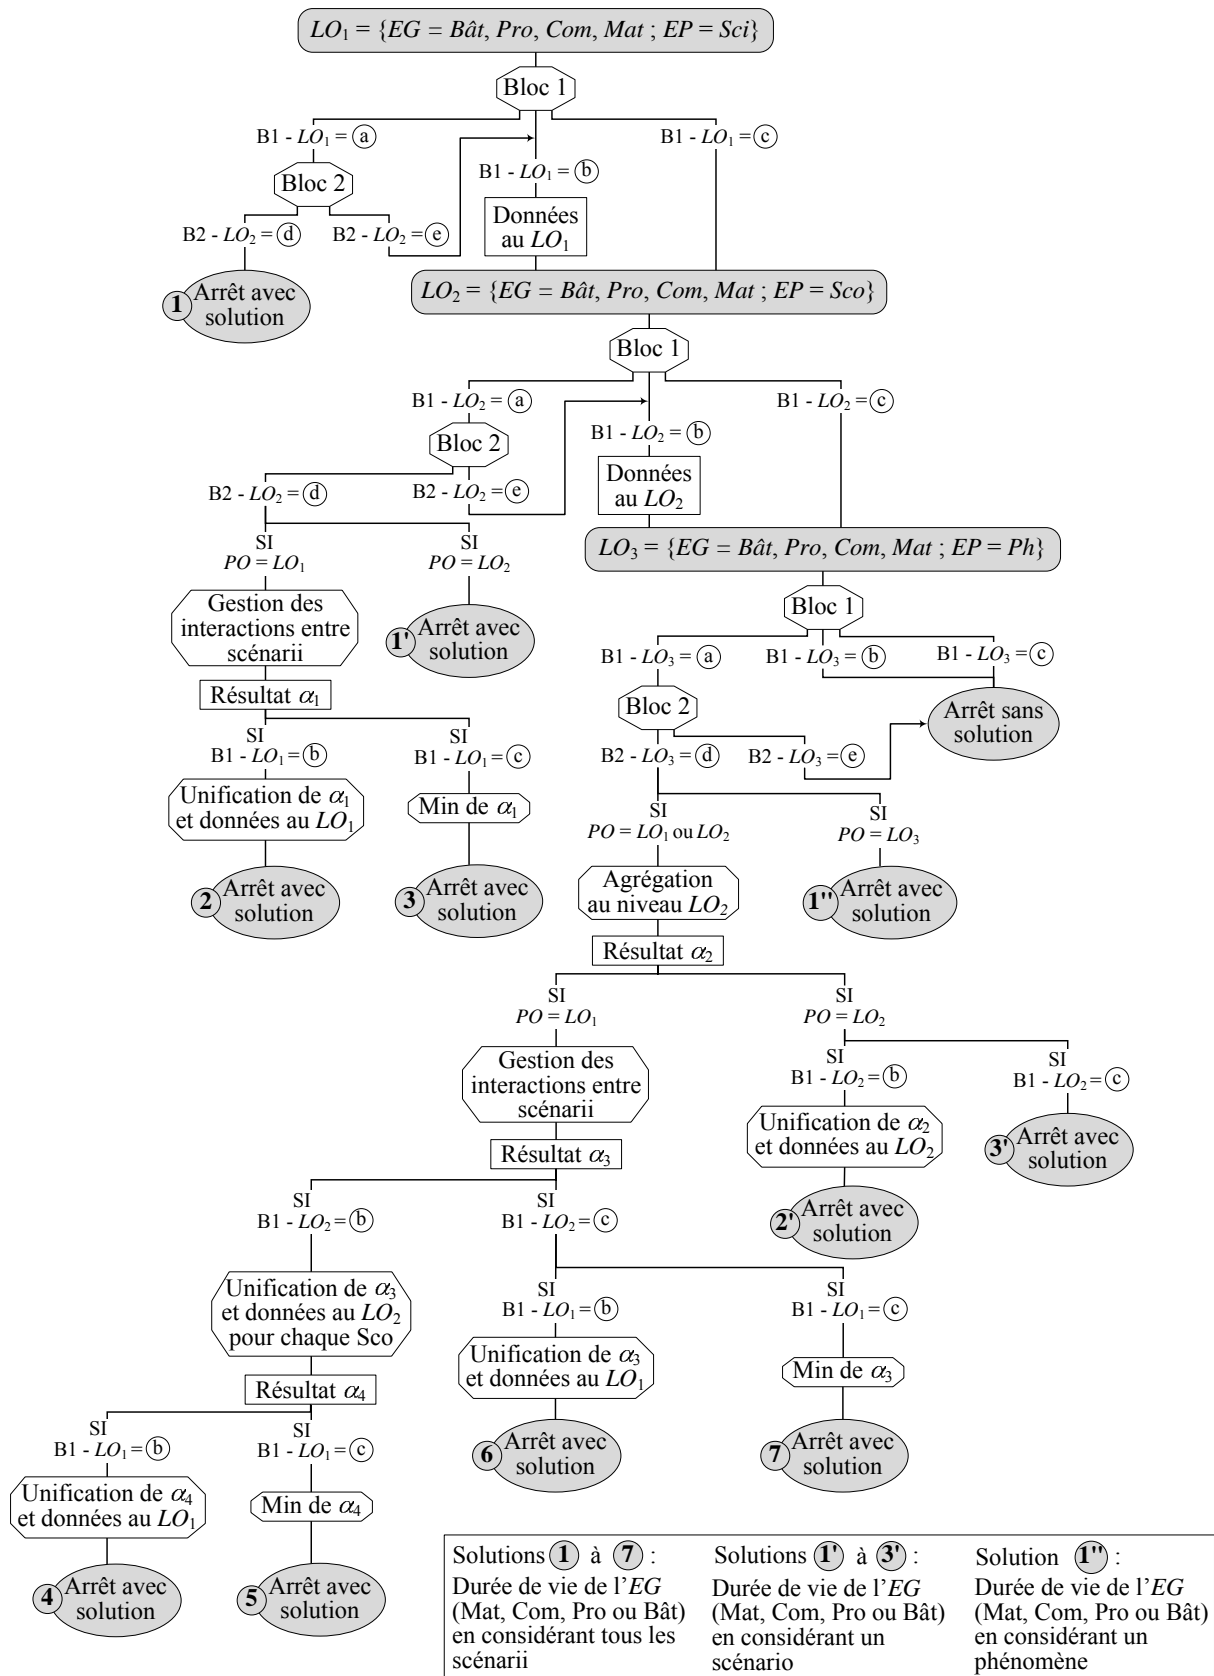 LO₁ = {EG = Bât, Pro, Com, Mat ; EP = Sci}
Bloc 1
B1 - LO₁ = ⓐ
B1 - LO₁ = ⓒ
B1 - LO₁ = ⓑ
Bloc 2
Données
au LO₁
B2 - LO₂ = ⓓ
B2 - LO₂ = ⓔ
1 Arrêt avec
solution
LO₂ = {EG = Bât, Pro, Com, Mat ; EP = Sco}
Bloc 1
B1 - LO₂ = ⓐ
B1 - LO₂ = ⓒ
B1 - LO₂ = ⓑ
Bloc 2
Données
au LO₂
B2 - LO₂ = ⓓ
B2 - LO₂ = ⓔ
SI
PO = LO₁
SI
PO = LO₂
Gestion des
interactions entre
scénarii
1' Arrêt avec
solution
Résultat α₁
SI
B1 - LO₁ = ⓑ
SI
B1 - LO₁ = ⓒ
Unification de α₁
et données au LO₁
Min de α₁
2 Arrêt avec
solution
3 Arrêt avec
solution
LO₃ = {EG = Bât, Pro, Com, Mat ; EP = Ph}
Bloc 1
B1 - LO₃ = ⓐ
B1 - LO₃ = ⓑ
B1 - LO₃ = ⓒ
Bloc 2
Arrêt sans
solution
B2 - LO₃ = ⓓ
B2 - LO₃ = ⓔ
SI
PO = LO₁ ou LO₂
SI
PO = LO₃
Agrégation
au niveau LO₂
1'' Arrêt avec
solution
Résultat α₂
SI
PO = LO₁
SI
PO = LO₂
Gestion des
interactions entre
scénarii
SI
B1 - LO₂ = ⓑ
SI
B1 - LO₂ = ⓒ
Unification de α₂
et données au LO₂
3' Arrêt avec
solution
2' Arrêt avec
solution
Résultat α₃
SI
B1 - LO₂ = ⓑ
SI
B1 - LO₂ = ⓒ
Unification de α₃
et données au LO₂
pour chaque Sco
SI
B1 - LO₁ = ⓑ
SI
B1 - LO₁ = ⓒ
Unification de α₃
et données au LO₁
Min de α₃
Résultat α₄
6 Arrêt avec
solution
7 Arrêt avec
solution
SI
B1 - LO₁ = ⓑ
SI
B1 - LO₁ = ⓒ
Unification de α₄
et données au LO₁
Min de α₄
4 Arrêt avec
solution
5 Arrêt avec
solution
Solutions 1 à 7 :
Durée de vie de l’EG
(Mat, Com, Pro ou Bât)
en considérant tous les
scénarii
Solutions 1' à 3' :
Durée de vie de l’EG
(Mat, Com, Pro ou Bât)
en considérant un
scénario
Solution 1'' :
Durée de vie de l’EG
(Mat, Com, Pro ou Bât)
en considérant un
phénomène